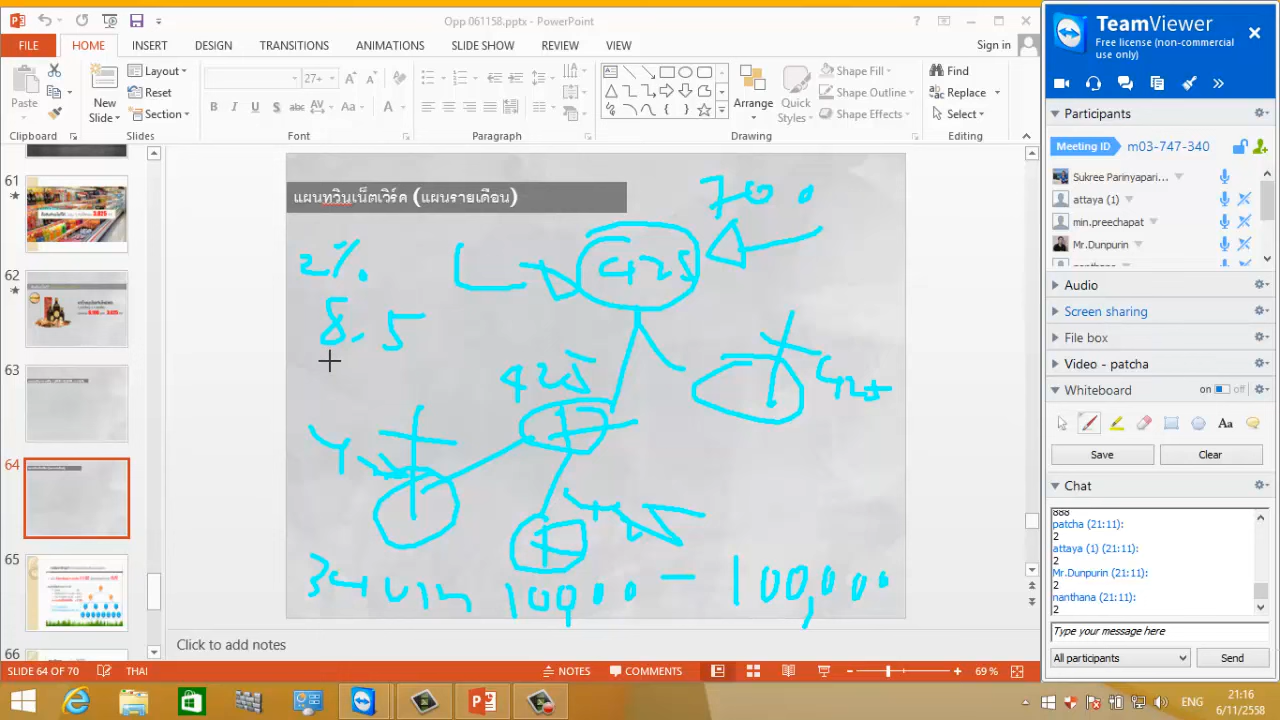 Opp 061158.pptx - PowerPoint
FILE HOME INSERT DESIGN TRANSITIONS ANIMATIONS SLIDE SHOW REVIEW VIEW Sign in
Paste
New Slide
Layout
Reset
Section
27+
B I U S abc AV Aa A
Arrange
Quick Styles
Shape Fill
Shape Outline
Shape Effects
Find
Replace
Select
Clipboard Slides Font Paragraph Drawing Editing
61
62
63
64
65
66
แผนทวินเน็ตเวิร์ค (แผนรายเดือน)
700
2%.
425
8.5
425
425
100,000 - 100,000
Click to add notes
SLIDE 64 OF 70 THAI NOTES COMMENTS 69 %
TeamViewer
Free license (non-commercial use only)
Participants
Meeting ID m03-747-340
Sukree Parinyapari...
attaya (1)
min.preechapat
Mr.Dunpurin
Audio
Screen sharing
File box
Video - patcha
Whiteboard on off
Aa
Save Clear
Chat
888
patcha (21:11):
2
attaya (1) (21:11):
2
Mr.Dunpurin (21:11):
2
nanthana (21:11):
2
Type your message here
All participants Send
ENG
21:16
6/11/2558